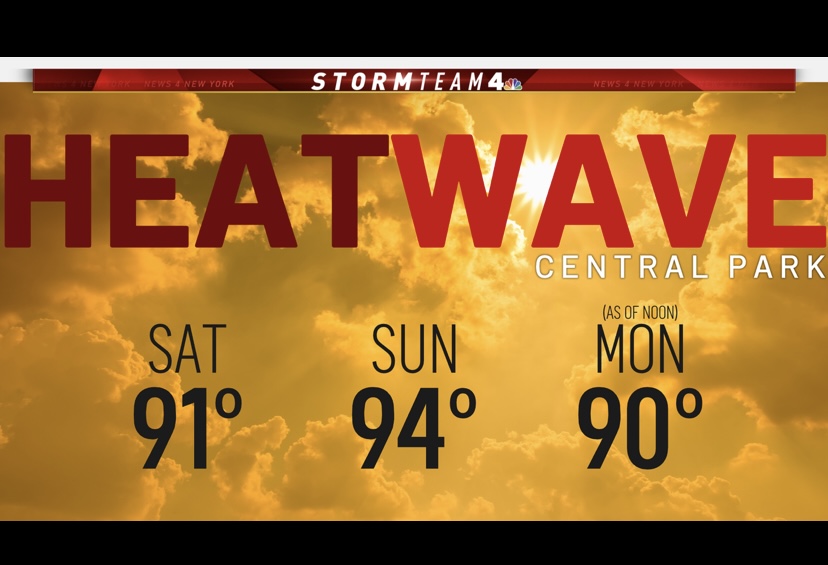 NEWS 4 NEW YORK STORMTEAM4 NEWS 4 NEW YORK
HEATWAVE
CENTRAL PARK
(AS OF NOON)
SAT SUN MON
91° 94° 90°